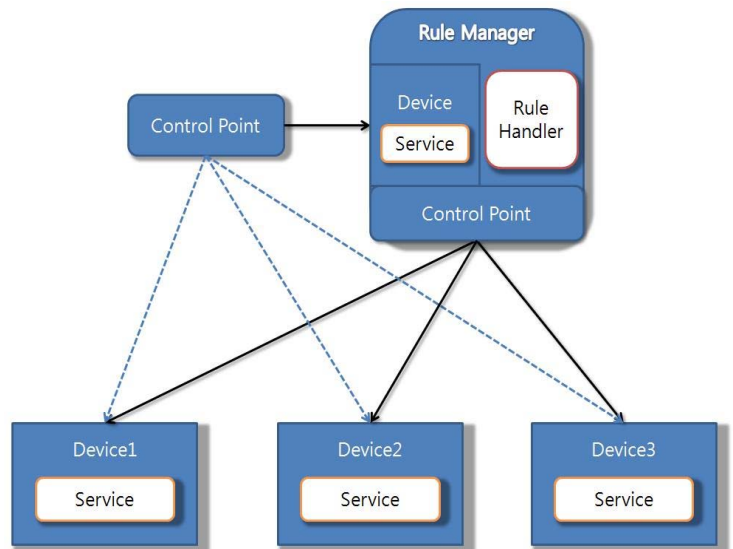 Rule Manager
Device
Service
Rule
Handler
Control Point
Control Point
Device1
Service
Device2
Service
Device3
Service